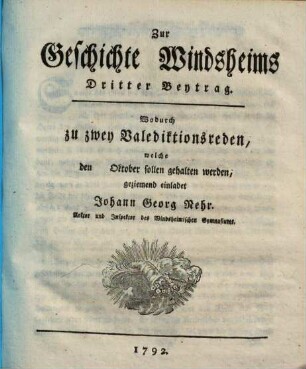 Zur
Geschichte Windsheims
Dritter Beytrag.
Wodurch
zu zwey Valediktionsreden,
welche
den Oktober sollen gehalten werden,
geziemend einladet
Johann Georg Nehr.
Rektor und Inspektor des Windsheimischen Gymnasiums.
1792.